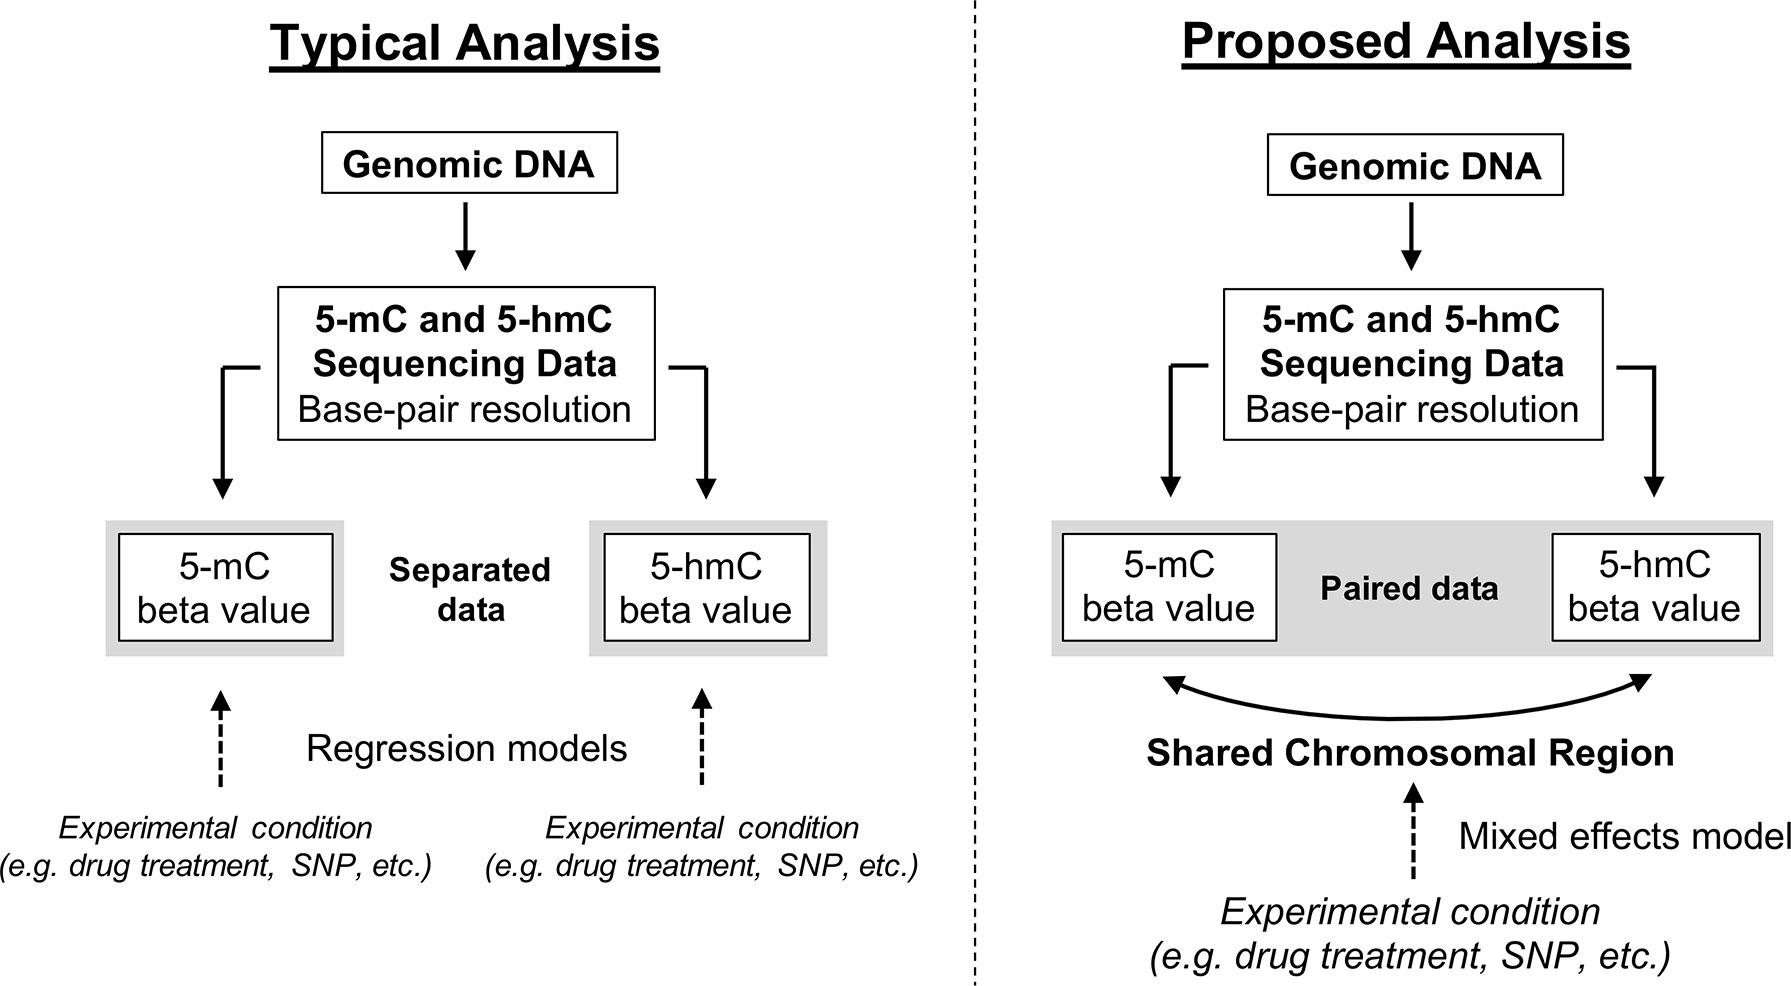 Typical Analysis
Genomic DNA
5-mC and 5-hmC
Sequencing Data
Base-pair resolution
5-mC
beta value
Separated
data
5-hmC
beta value
Regression models
Experimental condition
(e.g. drug treatment, SNP, etc.)
Experimental condition
(e.g. drug treatment, SNP, etc.)
Proposed Analysis
Genomic DNA
5-mC and 5-hmC
Sequencing Data
Base-pair resolution
5-mC
beta value
Paired data
5-hmC
beta value
Shared Chromosomal Region
Mixed effects model
Experimental condition
(e.g. drug treatment, SNP, etc.)